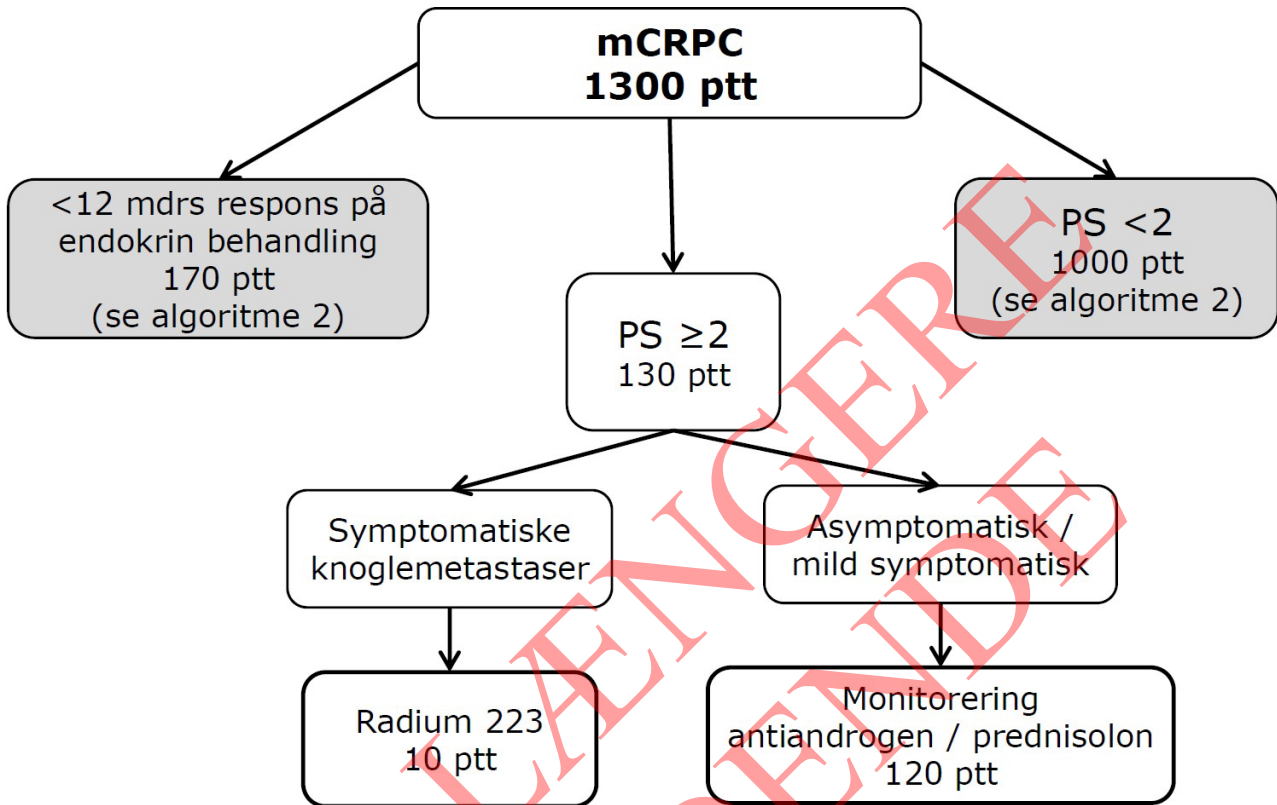 mCRPC
1300 ptt
<12 mdrs respons på
endokrin behandling
170 ptt
(se algoritme 2)
PS ≥2
130 ptt
PS <2
1000 ptt
(se algoritme 2)
Symptomatiske
knoglemetastaser
Asymptomatisk /
mild symptomatisk
Radium 223
10 ptt
Monitorering
antiandrogen / prednisolon
120 ptt
LÆNGERE